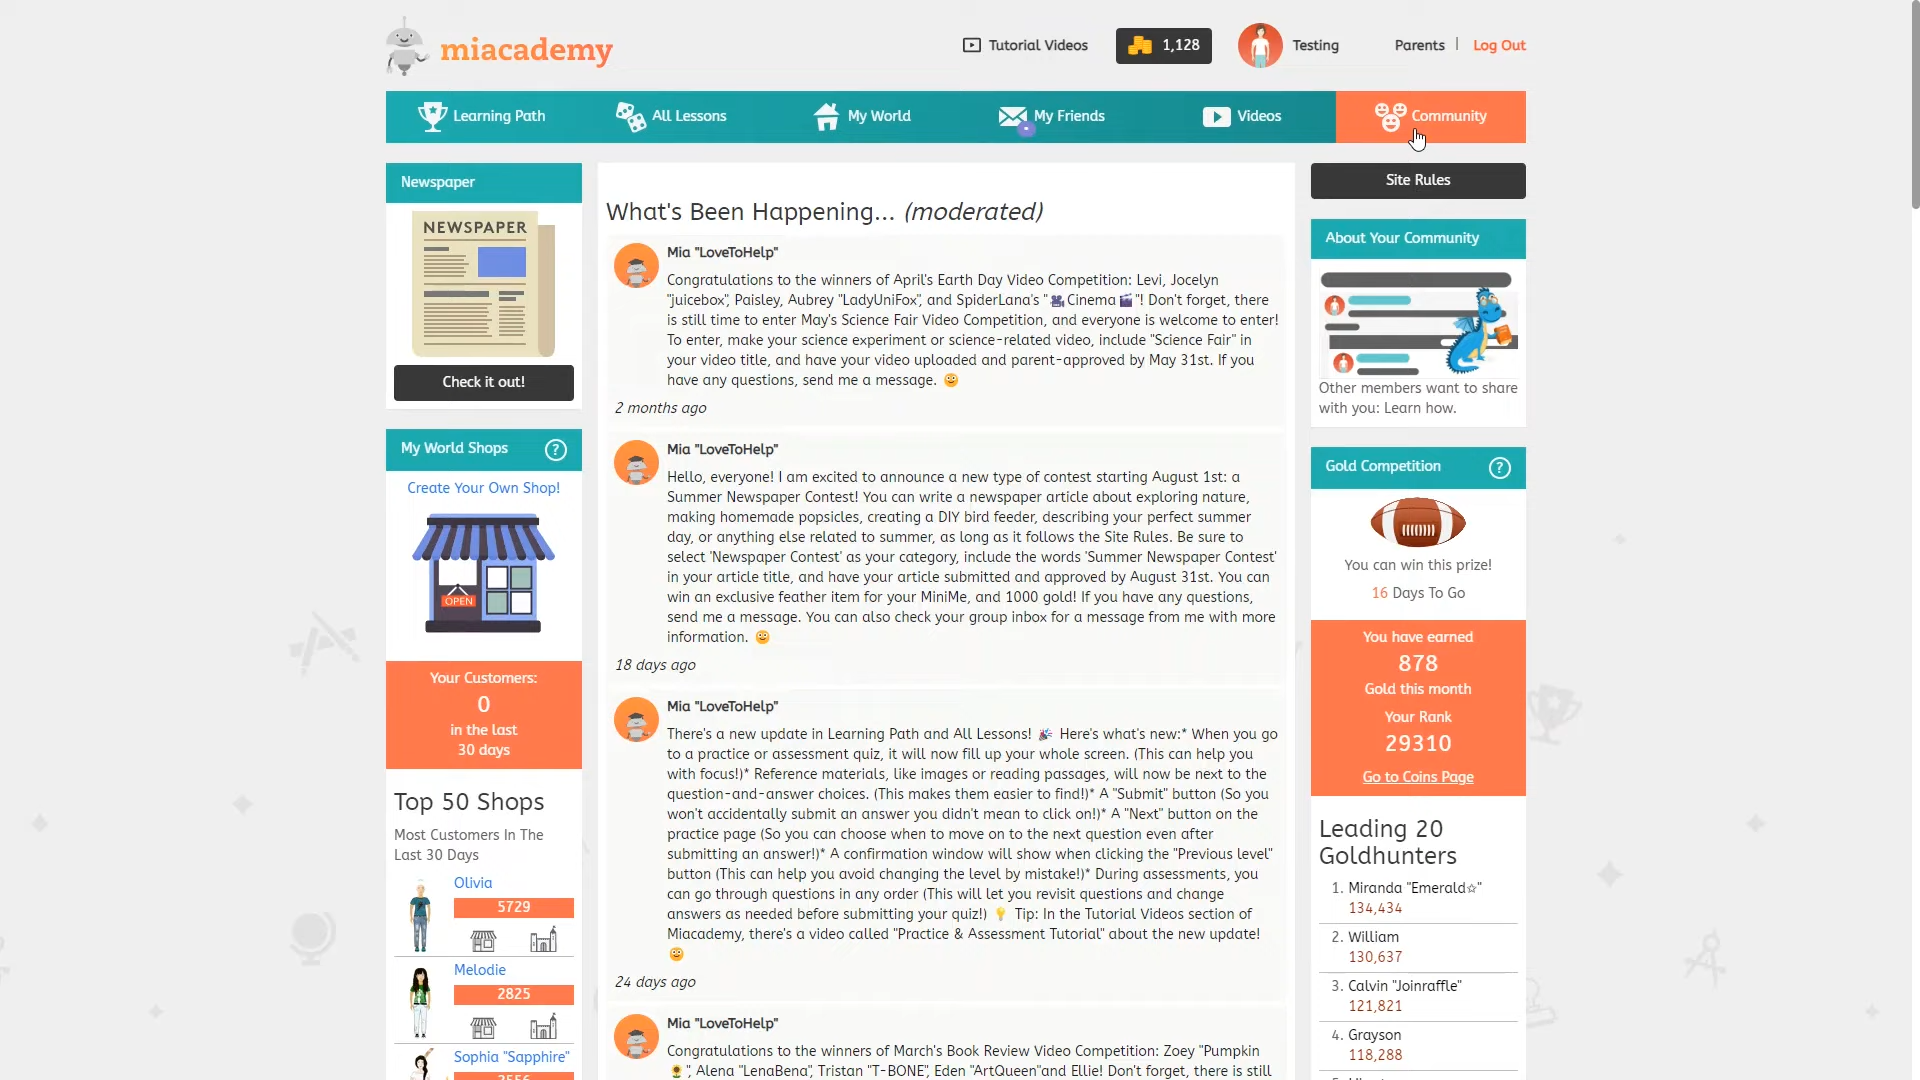 miacademy
Tutorial Videos
1,128
Testing
Parents
Log Out
Learning Path
All Lessons
My World
My Friends
Videos
Community
Newspaper
NEWSPAPER
Check it out!
My World Shops
?
Create Your Own Shop!
OPEN
Your Customers:
0
in the last
30 days
Top 50 Shops
Most Customers In The
Last 30 Days
Olivia
5729
Melodie
2825
Sophia "Sapphire"
What's Been Happening... (moderated)
Mia "LoveToHelp"
Congratulations to the winners of April's Earth Day Video Competition: Levi, Jocelyn
"juicebox", Paisley, Aubrey "LadyUniFox", and SpiderLana's "🎥Cinema🎬"! Don't forget, there
is still time to enter May's Science Fair Video Competition, and everyone is welcome to enter!
To enter, make your science experiment or science-related video, include "Science Fair" in
your video title, and have your video uploaded and parent-approved by May 31st. If you
have any questions, send me a message. 🙂
2 months ago
Mia "LoveToHelp"
Hello, everyone! I am excited to announce a new type of contest starting August 1st: a
Summer Newspaper Contest! You can write a newspaper article about exploring nature,
making homemade popsicles, creating a DIY bird feeder, describing your perfect summer
day, or anything else related to summer, as long as it follows the Site Rules. Be sure to
select 'Newspaper Contest' as your category, include the words 'Summer Newspaper Contest'
in your article title, and have your article submitted and approved by August 31st. You can
win an exclusive feather item for your MiniMe, and 1000 gold! If you have any questions,
send me a message. You can also check your group inbox for a message from me with more
information. 🙂
18 days ago
Mia "LoveToHelp"
There's a new update in Learning Path and All Lessons! 🎉 Here's what's new:* When you go
to a practice or assessment quiz, it will now fill up your whole screen. (This can help you
with focus!)* Reference materials, like images or reading passages, will now be next to the
question-and-answer choices. (This makes them easier to find!)* A "Submit" button (So you
won't accidentally submit an answer you didn't mean to click on!)* A "Next" button on the
practice page (So you can choose when to move on to the next question even after
submitting an answer!)* A confirmation window will show when clicking the "Previous level"
button (This can help you avoid changing the level by mistake!)* During assessments, you
can go through questions in any order (This will let you revisit questions and change
answers as needed before submitting your quiz!) 💡 Tip: In the Tutorial Videos section of
Miacademy, there's a video called "Practice & Assessment Tutorial" about the new update!
🙂
24 days ago
Mia "LoveToHelp"
Congratulations to the winners of March's Book Review Video Competition: Zoey "Pumpkin
🌻", Alena "LenaBena", Tristan "T-BONE", Eden "ArtQueen"and Ellie! Don't forget, there is still
Site Rules
About Your Community
Other members want to share
with you: Learn how.
Gold Competition
?
You can win this prize!
16 Days To Go
You have earned
878
Gold this month
Your Rank
29310
Go to Coins Page
Leading 20
Goldhunters
1. Miranda "Emerald☆"
134,434
2. William
130,637
3. Calvin "Joinraffle"
121,821
4. Grayson
118,288